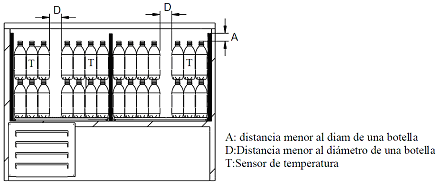 D D
A
T T T
A: distancia menor al diam de una botella
D:Distancia menor al diámetro de una botella
T:Sensor de temperatura